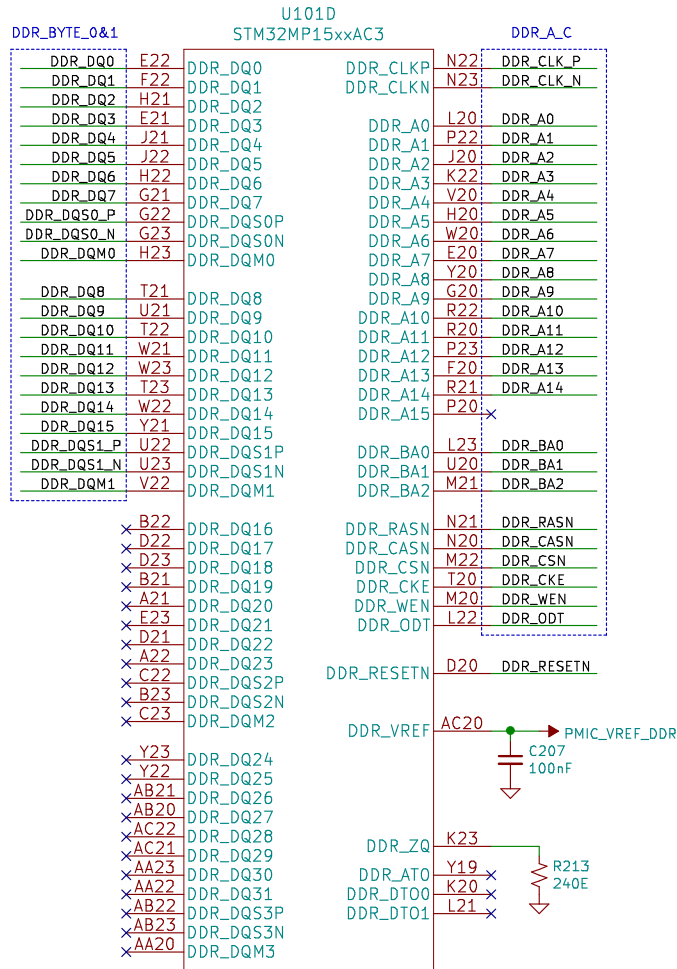 U101D
STM32MP15xxAC3
DDR_BYTE_0&1
DDR_A_C
DDR_DQ0 E22 DDR_DQ0 DDR_CLKP N22 DDR_CLK_P
DDR_DQ1 F22 DDR_DQ1 DDR_CLKN N23 DDR_CLK_N
DDR_DQ2 H21 DDR_DQ2
DDR_DQ3 E21 DDR_DQ3 DDR_A0 L20 DDR_A0
DDR_DQ4 J21 DDR_DQ4 DDR_A1 P22 DDR_A1
DDR_DQ5 J22 DDR_DQ5 DDR_A2 J20 DDR_A2
DDR_DQ6 H22 DDR_DQ6 DDR_A3 K22 DDR_A3
DDR_DQ7 G21 DDR_DQ7 DDR_A4 V20 DDR_A4
DDR_DQS0_P G22 DDR_DQS0P DDR_A5 H20 DDR_A5
DDR_DQS0_N G23 DDR_DQS0N DDR_A6 W20 DDR_A6
DDR_DQM0 H23 DDR_DQM0 DDR_A7 E20 DDR_A7
DDR_A8 Y20 DDR_A8
DDR_DQ8 T21 DDR_DQ8 DDR_A9 G20 DDR_A9
DDR_DQ9 U21 DDR_DQ9 DDR_A10 R22 DDR_A10
DDR_DQ10 T22 DDR_DQ10 DDR_A11 R20 DDR_A11
DDR_DQ11 W21 DDR_DQ11 DDR_A12 P23 DDR_A12
DDR_DQ12 W23 DDR_DQ12 DDR_A13 F20 DDR_A13
DDR_DQ13 T23 DDR_DQ13 DDR_A14 R21 DDR_A14
DDR_DQ14 W22 DDR_DQ14 DDR_A15 P20
DDR_DQ15 Y21 DDR_DQ15
DDR_DQS1_P U22 DDR_DQS1P DDR_BA0 L23 DDR_BA0
DDR_DQS1_N U23 DDR_DQS1N DDR_BA1 U20 DDR_BA1
DDR_DQM1 V22 DDR_DQM1 DDR_BA2 M21 DDR_BA2
B22 DDR_DQ16 DDR_RASN N21 DDR_RASN
D22 DDR_DQ17 DDR_CASN N20 DDR_CASN
D23 DDR_DQ18 DDR_CSN M22 DDR_CSN
B21 DDR_DQ19 DDR_CKE T20 DDR_CKE
A21 DDR_DQ20 DDR_WEN M20 DDR_WEN
E23 DDR_DQ21 DDR_ODT L22 DDR_ODT
D21 DDR_DQ22
A22 DDR_DQ23 DDR_RESETN D20 DDR_RESETN
C22 DDR_DQS2P
B23 DDR_DQS2N
C23 DDR_DQM2 DDR_VREF AC20 PMIC_VREF_DDR
C207
100nF
Y23 DDR_DQ24
Y22 DDR_DQ25
AB21 DDR_DQ26
AB20 DDR_DQ27
AC22 DDR_DQ28 DDR_ZQ K23
AC21 DDR_DQ29
R213
240E
AA23 DDR_DQ30 DDR_ATO Y19
AA22 DDR_DQ31 DDR_DTO0 K20
AB22 DDR_DQS3P DDR_DTO1 L21
AB23 DDR_DQS3N
AA20 DDR_DQM3